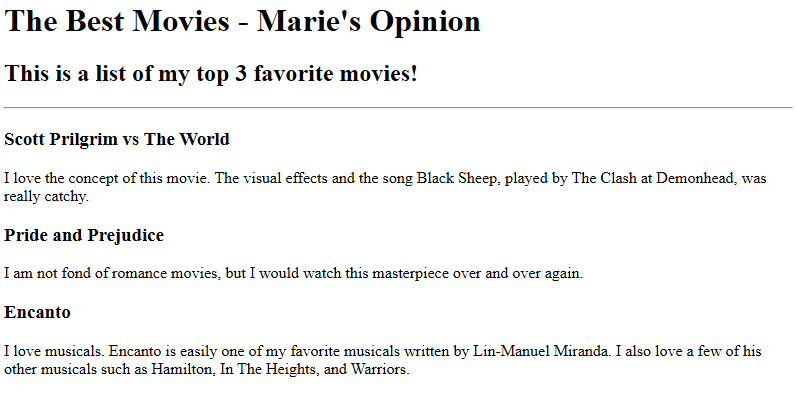 The Best Movies - Marie's Opinion
This is a list of my top 3 favorite movies!
Scott Prilgrim vs The World
I love the concept of this movie. The visual effects and the song Black Sheep, played by The Clash at Demonhead, was
really catchy.
Pride and Prejudice
I am not fond of romance movies, but I would watch this masterpiece over and over again.
Encanto
I love musicals. Encanto is easily one of my favorite musicals written by Lin-Manuel Miranda. I also love a few of his
other musicals such as Hamilton, In The Heights, and Warriors.